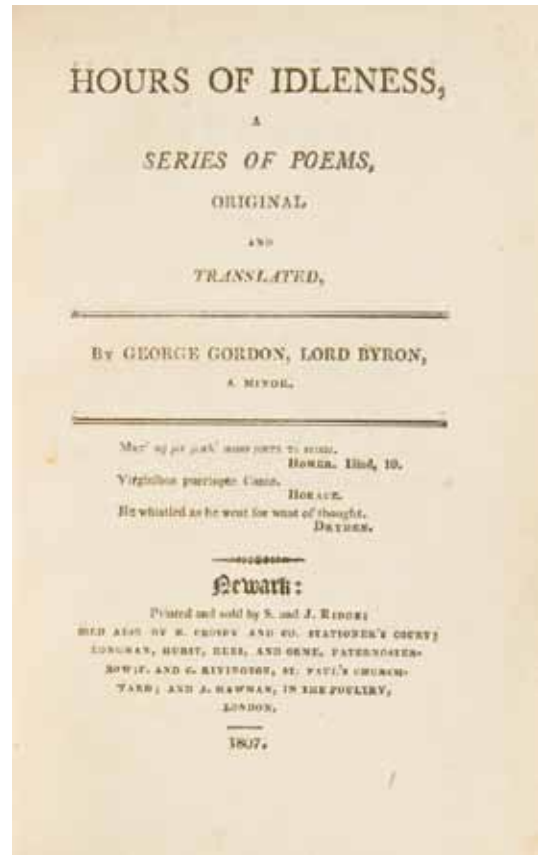 HOURS OF IDLENESS,
A
SERIES OF POEMS,
ORIGINAL
AND
TRANSLATED,
By GEORGE GORDON, LORD BYRON,
A MINOR.
HOMER. Iliad, 10.
Virginibus puerisque Canto.
HORACE.
He whistled as he went for want of thought.
DRYDEN.
Newark:
Printed and sold by S. and J. RIDGE;
SOLD ALSO BY B. CROSBY AND CO. STATIONER'S COURT;
LONGMAN, HURST, REES, AND ORME, PATERNOSTER-
ROW; F. AND C. RIVINGTON, ST. PAUL'S CHURCH-
YARD; AND J. MAWMAN, IN THE POULTRY,
LONDON.
1807.